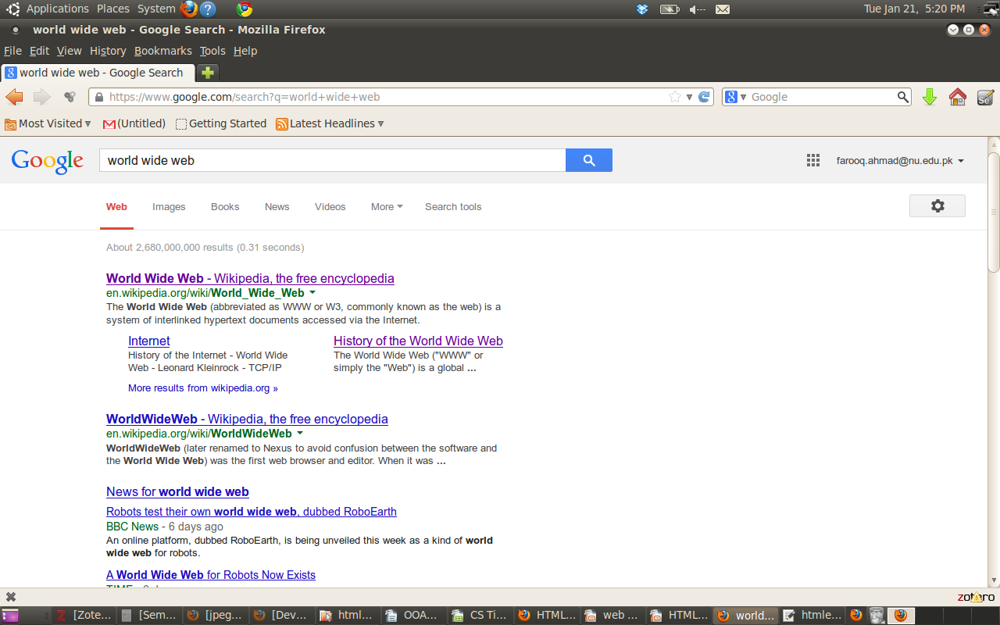 Applications Places System Tue Jan 21, 5:20 PM
world wide web - Google Search - Mozilla Firefox
File Edit View History Bookmarks Tools Help
world wide web - Google Search
https://www.google.com/search?q=world+wide+web Google Se
Most Visited (Untitled) Getting Started Latest Headlines
Google world wide web farooq.ahmad@nu.edu.pk
Web Images Books News Videos More Search tools
About 2,680,000,000 results (0.31 seconds)
World Wide Web - Wikipedia, the free encyclopedia
en.wikipedia.org/wiki/World_Wide_Web
The World Wide Web (abbreviated as WWW or W3, commonly known as the web) is a
system of interlinked hypertext documents accessed via the Internet.
Internet
History of the Internet - World Wide
Web - Leonard Kleinrock - TCP/IP
History of the World Wide Web
The World Wide Web ("WWW" or
simply the "Web") is a global ...
More results from wikipedia.org »
WorldWideWeb - Wikipedia, the free encyclopedia
en.wikipedia.org/wiki/WorldWideWeb
WorldWideWeb (later renamed to Nexus to avoid confusion between the software and
the World Wide Web) was the first web browser and editor. When it was ...
News for world wide web
Robots test their own world wide web, dubbed RoboEarth
BBC News - 6 days ago
An online platform, dubbed RoboEarth, is being unveiled this week as a kind of world
wide web for robots.
A World Wide Web for Robots Now Exists
zotero
[Zote... [Sem... [jpeg... [Dev... html... OOA... CS Ti... HTML... web ... HTML... world... htmle...